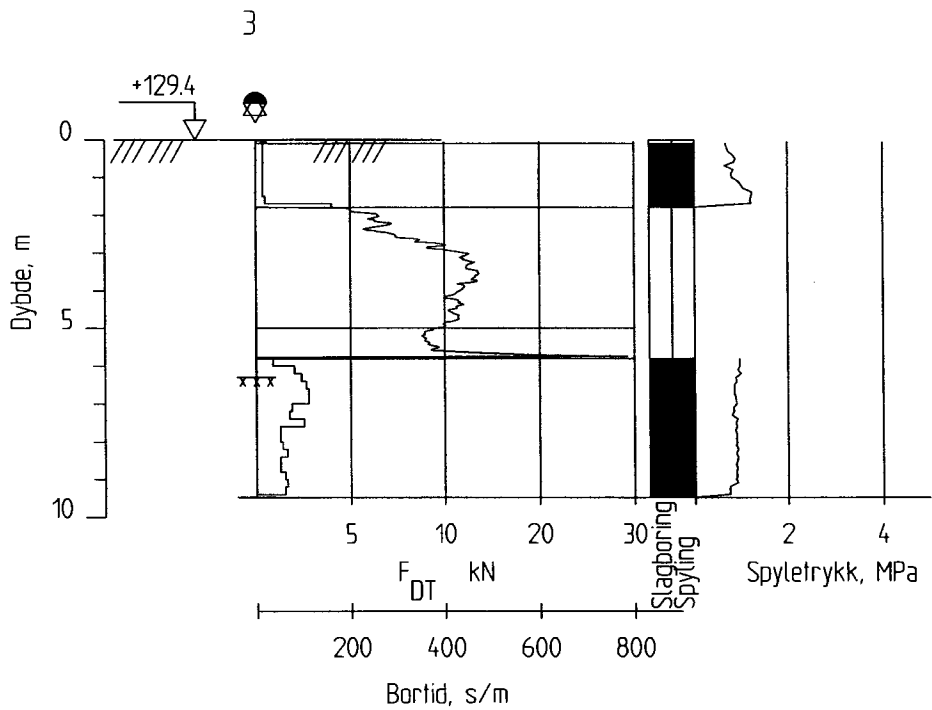 3
+129.4
0
5
10
Dybde, m
5 10 20 30
F DT kN
Slagboring
Spyling
2 4
Spyletrykk, MPa
200 400 600 800
Bortid, s/m